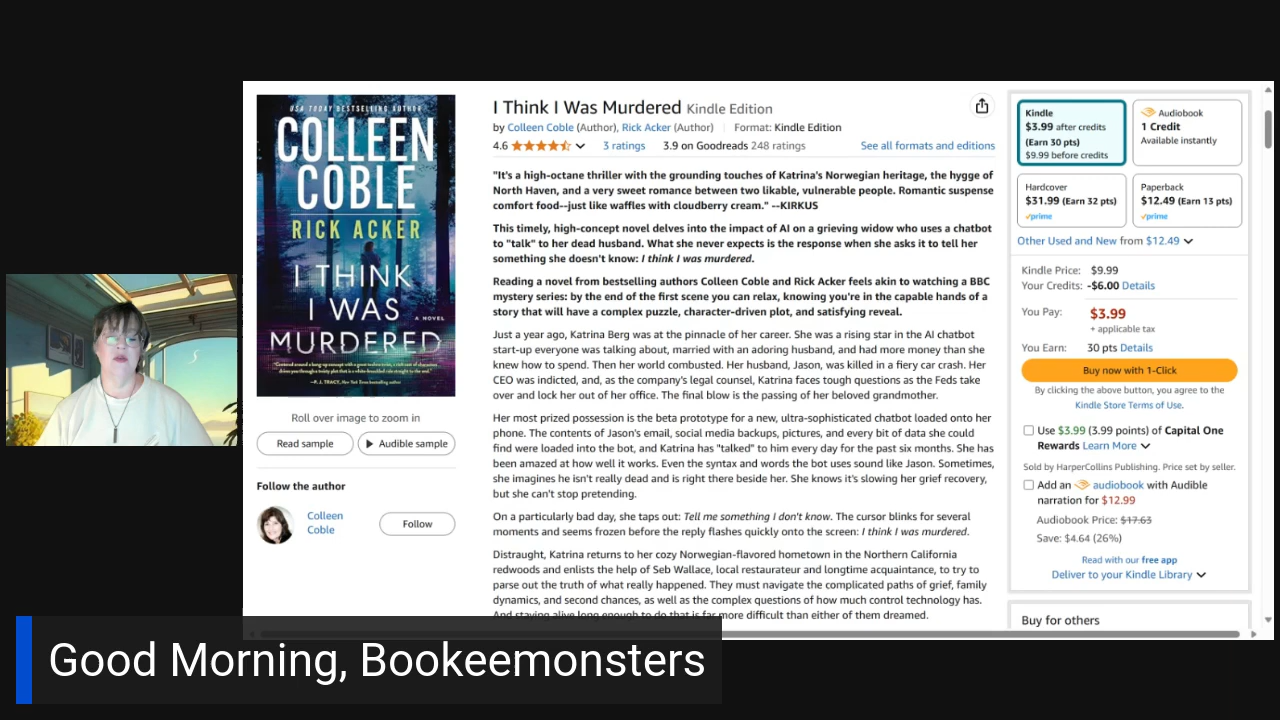 USA TODAY BESTSELLING AUTHOR
COLLEEN
COBLE
RICK ACKER
I THINK
I WAS
A NOVEL
MURDERED
—P. J. TRACY, New York Times bestselling author
Roll over image to zoom in
Read sample
Audible sample
Follow the author
Colleen
Coble
Follow
I Think I Was Murdered Kindle Edition
by Colleen Coble (Author), Rick Acker (Author) Format: Kindle Edition
4.6 3 ratings 3.9 on Goodreads 248 ratings See all formats and editions
"It's a high-octane thriller with the grounding touches of Katrina's Norwegian heritage, the hygge of
North Haven, and a very sweet romance between two likable, vulnerable people. Romantic suspense
comfort food--just like waffles with cloudberry cream." --KIRKUS
This timely, high-concept novel delves into the impact of AI on a grieving widow who uses a chatbot
to "talk" to her dead husband. What she never expects is the response when she asks it to tell her
something she doesn't know: I think I was murdered.
Reading a novel from bestselling authors Colleen Coble and Rick Acker feels akin to watching a BBC
mystery series: by the end of the first scene you can relax, knowing you're in the capable hands of a
story that will have a complex puzzle, character-driven plot, and satisfying reveal.
Just a year ago, Katrina Berg was at the pinnacle of her career. She was a rising star in the AI chatbot
start-up everyone was talking about, married with an adoring husband, and had more money than she
knew how to spend. Then her world combusted. Her husband, Jason, was killed in a fiery car crash. Her
CEO was indicted, and, as the company's legal counsel, Katrina faces tough questions as the Feds take
over and lock her out of her office. The final blow is the passing of her beloved grandmother.
Her most prized possession is the beta prototype for a new, ultra-sophisticated chatbot loaded onto her
phone. The contents of Jason's email, social media backups, pictures, and every bit of data she could
find were loaded into the bot, and Katrina has "talked" to him every day for the past six months. She has
been amazed at how well it works. Even the syntax and words the bot uses sound like Jason. Sometimes,
she imagines he isn't really dead and is right there beside her. She knows it's slowing her grief recovery,
but she can't stop pretending.
On a particularly bad day, she taps out: Tell me something I don't know. The cursor blinks for several
moments and seems frozen before the reply flashes quickly onto the screen: I think I was murdered.
Distraught, Katrina returns to her cozy Norwegian-flavored hometown in the Northern California
redwoods and enlists the help of Seb Wallace, local restaurateur and longtime acquaintance, to try to
parse out the truth of what really happened. They must navigate the complicated paths of grief, family
dynamics, and second chances, as well as the complex questions of how much control technology has.
And staying alive long enough to do that is far more difficult than either of them dreamed.
Kindle
$3.99 after credits
(Earn 30 pts)
$9.99 before credits
Audiobook
1 Credit
Available instantly
Hardcover
$31.99 (Earn 32 pts)
prime
Paperback
$12.49 (Earn 13 pts)
prime
Other Used and New from $12.49
Kindle Price: $9.99
Your Credits: -$6.00 Details
You Pay: $3.99
+ applicable tax
You Earn: 30 pts Details
Buy now with 1-Click
By clicking the above button, you agree to the
Kindle Store Terms of Use.
Use $3.99 (3.99 points) of Capital One
Rewards Learn More
Sold by HarperCollins Publishing. Price set by seller.
Add an audiobook with Audible
narration for $12.99
Audiobook Price: $17.63
Save: $4.64 (26%)
Read with our free app
Deliver to your Kindle Library
Buy for others
Good Morning, Bookeemonsters